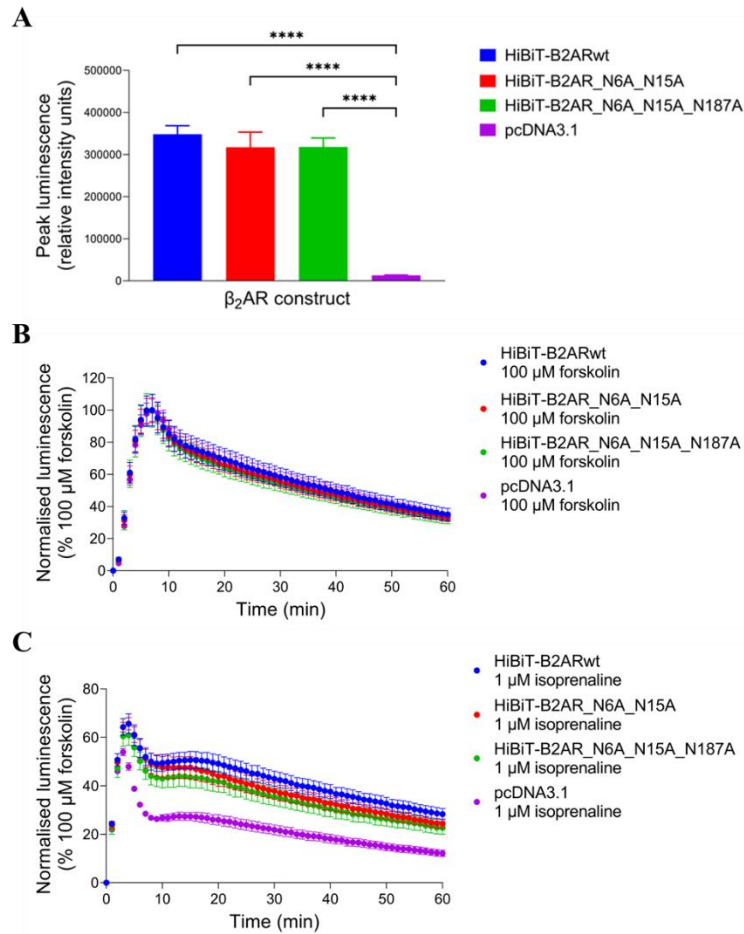 A
****
****
****
500000
400000
300000
200000
100000
0
Peak luminescence
(relative intensity units)
β₂AR construct
HiBiT-B2ARwt
HiBiT-B2AR_N6A_N15A
HiBiT-B2AR_N6A_N15A_N187A
pcDNA3.1
B
120
100
80
60
40
20
0
Normalised luminescence
(% 100 µM forskolin)
0 10 20 30 40 50 60
Time (min)
HiBiT-B2ARwt
100 µM forskolin
HiBiT-B2AR_N6A_N15A
100 µM forskolin
HiBiT-B2AR_N6A_N15A_N187A
100 µM forskolin
pcDNA3.1
100 µM forskolin
C
80
60
40
20
0
Normalised luminescence
(% 100 µM forskolin)
0 10 20 30 40 50 60
Time (min)
HiBiT-B2ARwt
1 µM isoprenaline
HiBiT-B2AR_N6A_N15A
1 µM isoprenaline
HiBiT-B2AR_N6A_N15A_N187A
1 µM isoprenaline
pcDNA3.1
1 µM isoprenaline